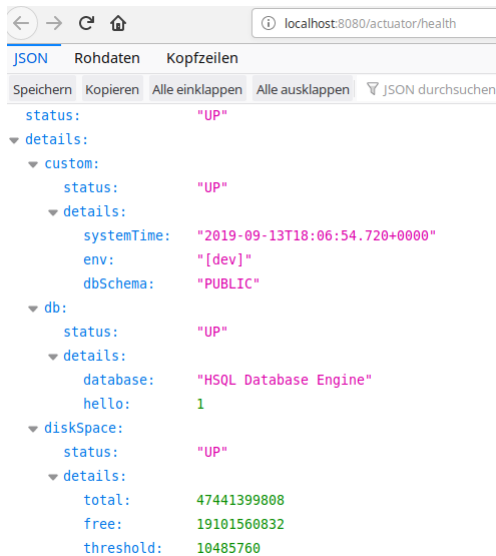 localhost:8080/actuator/health
JSON Rohdaten Kopfzeilen
Speichern Kopieren Alle einklappen Alle ausklappen JSON durchsuchen
status: "UP"
details:
custom:
status: "UP"
details:
systemTime: "2019-09-13T18:06:54.720+0000"
env: "[dev]"
dbSchema: "PUBLIC"
db:
status: "UP"
details:
database: "HSQL Database Engine"
hello: 1
diskSpace:
status: "UP"
details:
total: 47441399808
free: 19101560832
threshold: 10485760